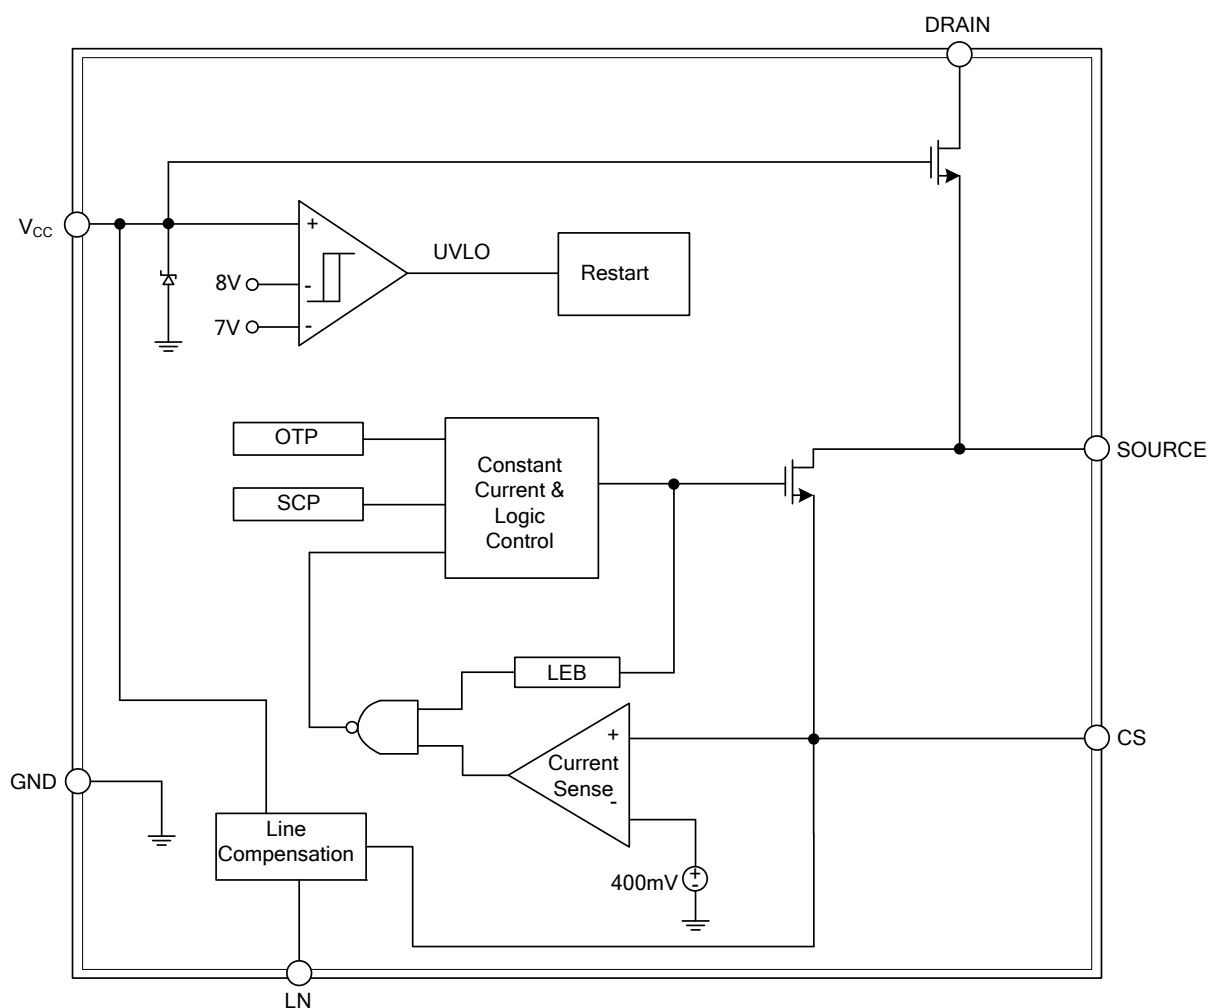 DRAIN
VCC
+
UVLO
Restart
8V
-
7V
-
OTP
SCP
Constant
Current &
Logic
Control
SOURCE
LEB
+
Current
Sense
-
CS
GND
Line
Compensation
400mV
+
-
LN